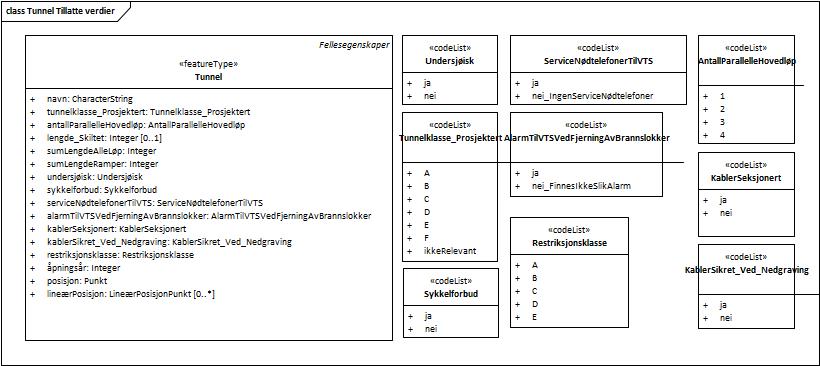 class Tunnel Tillatte verdier
Fellesegenskaper
«featureType»
Tunnel
+ navn: CharacterString
+ tunnelklasse_Prosjektert: Tunnelklasse_Prosjektert
+ antallParallelleHovedløp: AntallParallelleHovedløp
+ lengde_Skiltet: Integer [0..1]
+ sumLengdeAlleLøp: Integer
+ sumLengdeRamper: Integer
+ undersjøisk: Undersjøisk
+ sykkelforbud: Sykkelforbud
+ serviceNødtelefonerTilVTS: ServiceNødtelefonerTilVTS
+ alarmTilVTSVedFjerningAvBrannslokker: AlarmTilVTSVedFjerningAvBrannslokker
+ kablerSeksjonert: KablerSeksjonert
+ kablerSikret_Ved_Nedgraving: KablerSikret_Ved_Nedgraving
+ restriksjonsklasse: Restriksjonsklasse
+ åpningsår: Integer
+ posisjon: Punkt
+ lineærPosisjon: LineærPosisjonPunkt [0..*]
«codeList»
Undersjøisk
+ ja
+ nei
«codeList»
Tunnelklasse_Prosjektert
+ A
+ B
+ C
+ D
+ E
+ F
+ ikkeRelevant
«codeList»
Sykkelforbud
+ ja
+ nei
«codeList»
ServiceNødtelefonerTilVTS
+ ja
+ nei_IngenServiceNødtelefoner
«codeList»
AlarmTilVTSVedFjerningAvBrannslokker
+ ja
+ nei_FinnesIkkeSlikAlarm
«codeList»
Restriksjonsklasse
+ A
+ B
+ C
+ D
+ E
«codeList»
AntallParallelleHovedløp
+ 1
+ 2
+ 3
+ 4
«codeList»
KablerSeksjonert
+ ja
+ nei
«codeList»
KablerSikret_Ved_Nedgraving
+ ja
+ nei